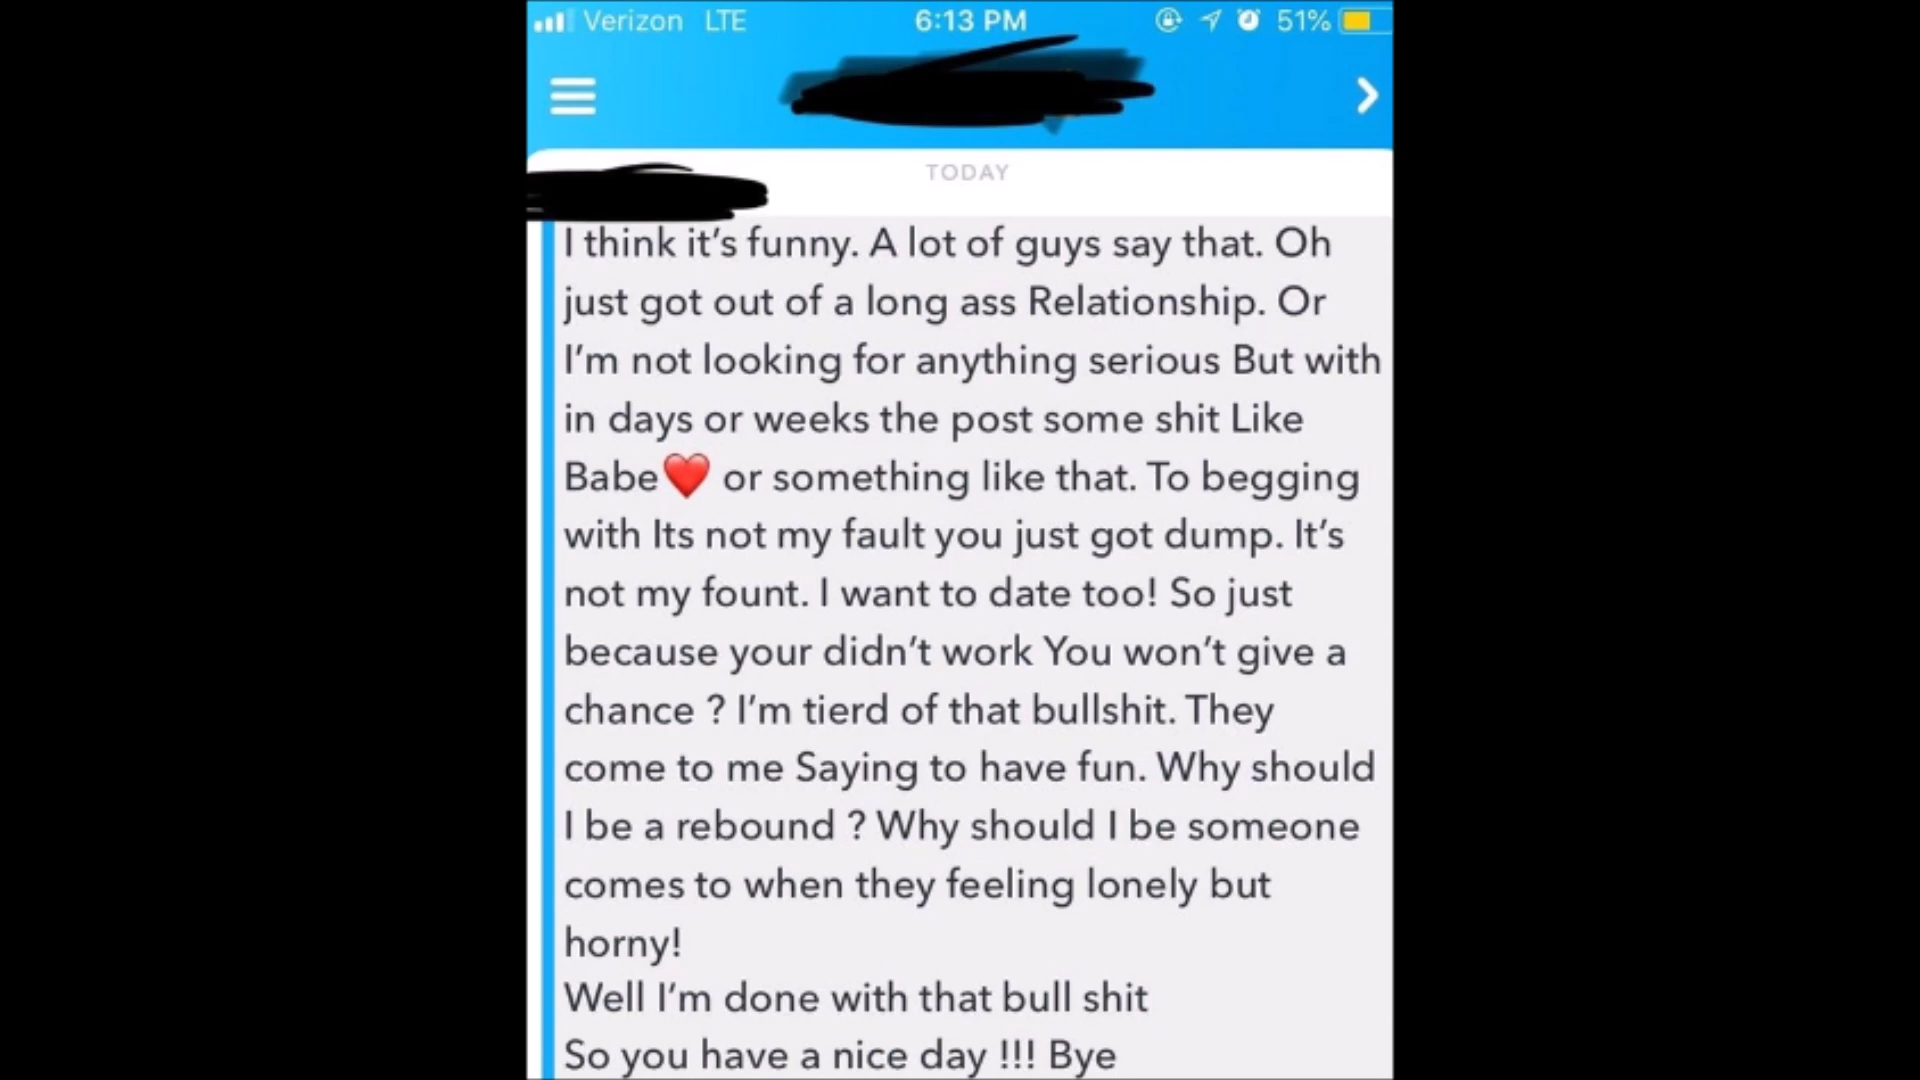 Verizon LTE 6:13 PM 51%
TODAY
I think it’s funny. A lot of guys say that. Oh
just got out of a long ass Relationship. Or
I’m not looking for anything serious But with
in days or weeks the post some shit Like
Babe❤️ or something like that. To begging
with Its not my fault you just got dump. It’s
not my fount. I want to date too! So just
because your didn’t work You won’t give a
chance ? I’m tierd of that bullshit. They
come to me Saying to have fun. Why should
I be a rebound ? Why should I be someone
comes to when they feeling lonely but
horny!
Well I’m done with that bull shit
So you have a nice day !!! Bye